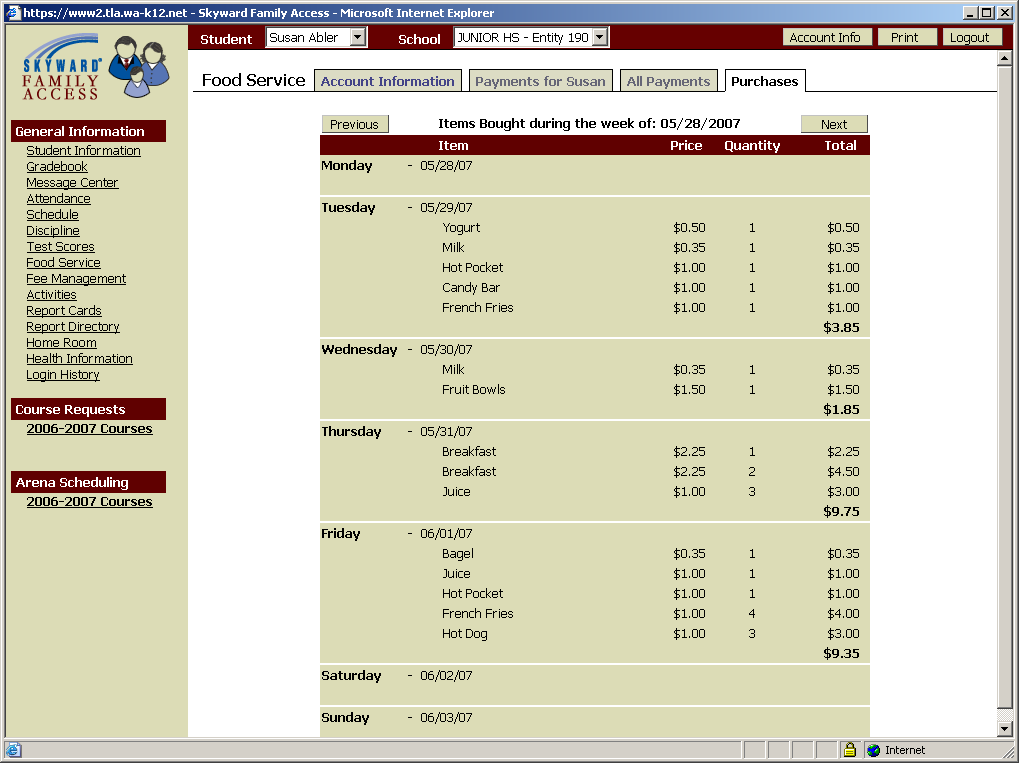 https://www2.tla.wa-k12.net - Skyward Family Access - Microsoft Internet Explorer
SKYWARD®
FAMILY
ACCESS
Student Susan Abler School JUNIOR HS - Entity 190 Account Info Print Logout
Food Service Account Information Payments for Susan All Payments Purchases
General Information
Student Information
Gradebook
Message Center
Attendance
Schedule
Discipline
Test Scores
Food Service
Fee Management
Activities
Report Cards
Report Directory
Home Room
Health Information
Login History
Course Requests
2006-2007 Courses
Arena Scheduling
2006-2007 Courses
Previous Items Bought during the week of: 05/28/2007 Next
Item Price Quantity Total
Monday - 05/28/07
Tuesday - 05/29/07
Yogurt $0.50 1 $0.50
Milk $0.35 1 $0.35
Hot Pocket $1.00 1 $1.00
Candy Bar $1.00 1 $1.00
French Fries $1.00 1 $1.00
$3.85
Wednesday - 05/30/07
Milk $0.35 1 $0.35
Fruit Bowls $1.50 1 $1.50
$1.85
Thursday - 05/31/07
Breakfast $2.25 1 $2.25
Breakfast $2.25 2 $4.50
Juice $1.00 3 $3.00
$9.75
Friday - 06/01/07
Bagel $0.35 1 $0.35
Juice $1.00 1 $1.00
Hot Pocket $1.00 1 $1.00
French Fries $1.00 4 $4.00
Hot Dog $1.00 3 $3.00
$9.35
Saturday - 06/02/07
Sunday - 06/03/07
Internet